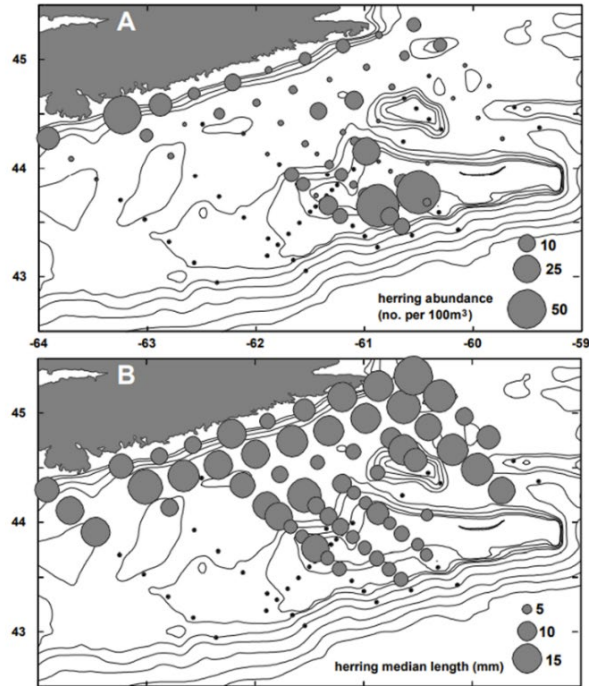 A
45
44
43
10
25
50
herring abundance
(no. per 100m³)
-64 -63 -62 -61 -60 -59
B
45
44
43
5
10
15
herring median length (mm)